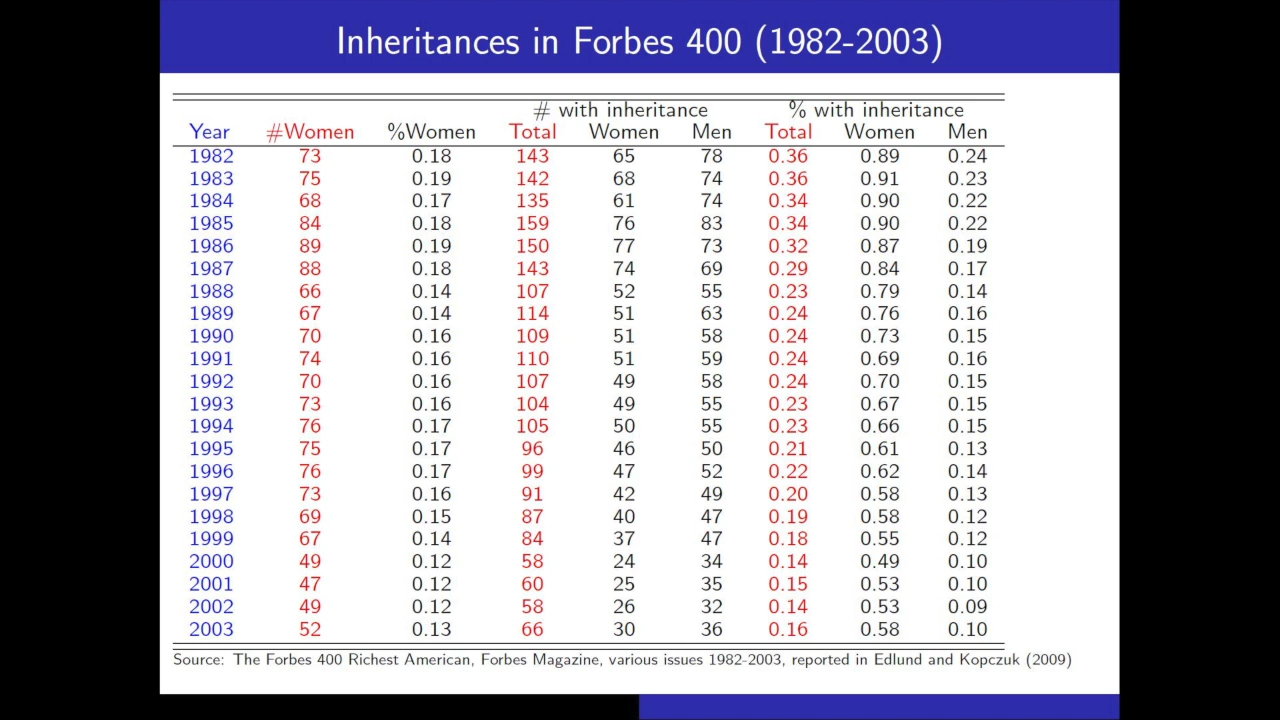 Inheritances in Forbes 400 (1982-2003)
# with inheritance % with inheritance
Year #Women %Women Total Women Men Total Women Men
1982 73 0.18 143 65 78 0.36 0.89 0.24
1983 75 0.19 142 68 74 0.36 0.91 0.23
1984 68 0.17 135 61 74 0.34 0.90 0.22
1985 84 0.18 159 76 83 0.34 0.90 0.22
1986 89 0.19 150 77 73 0.32 0.87 0.19
1987 88 0.18 143 74 69 0.29 0.84 0.17
1988 66 0.14 107 52 55 0.23 0.79 0.14
1989 67 0.14 114 51 63 0.24 0.76 0.16
1990 70 0.16 109 51 58 0.24 0.73 0.15
1991 74 0.16 110 51 59 0.24 0.69 0.16
1992 70 0.16 107 49 58 0.24 0.70 0.15
1993 73 0.16 104 49 55 0.23 0.67 0.15
1994 76 0.17 105 50 55 0.23 0.66 0.15
1995 75 0.17 96 46 50 0.21 0.61 0.13
1996 76 0.17 99 47 52 0.22 0.62 0.14
1997 73 0.16 91 42 49 0.20 0.58 0.13
1998 69 0.15 87 40 47 0.19 0.58 0.12
1999 67 0.14 84 37 47 0.18 0.55 0.12
2000 49 0.12 58 24 34 0.14 0.49 0.10
2001 47 0.12 60 25 35 0.15 0.53 0.10
2002 49 0.12 58 26 32 0.14 0.53 0.09
2003 52 0.13 66 30 36 0.16 0.58 0.10
Source: The Forbes 400 Richest American, Forbes Magazine, various issues 1982-2003, reported in Edlund and Kopczuk (2009)